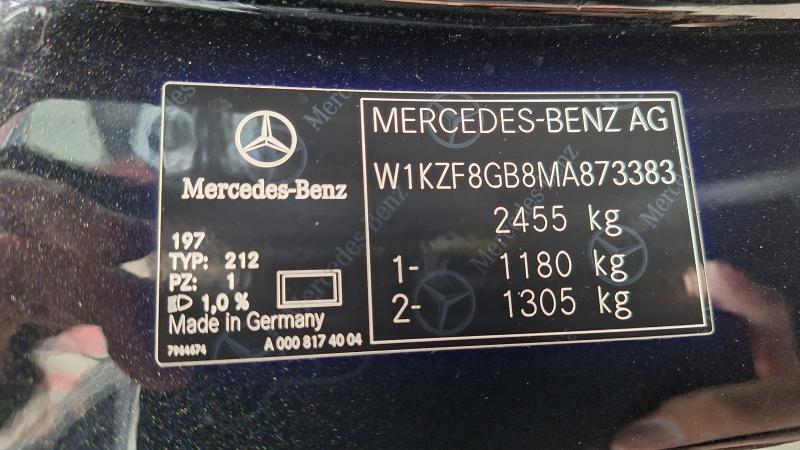 Mercedes-Benz
197
TYP: 212
PZ: 1
1,0 %
Made in Germany
7944674
A 000 817 40 04
MERCEDES-BENZ AG
W1KZF8GB8MA873383
2455 kg
1- 1180 kg
2- 1305 kg